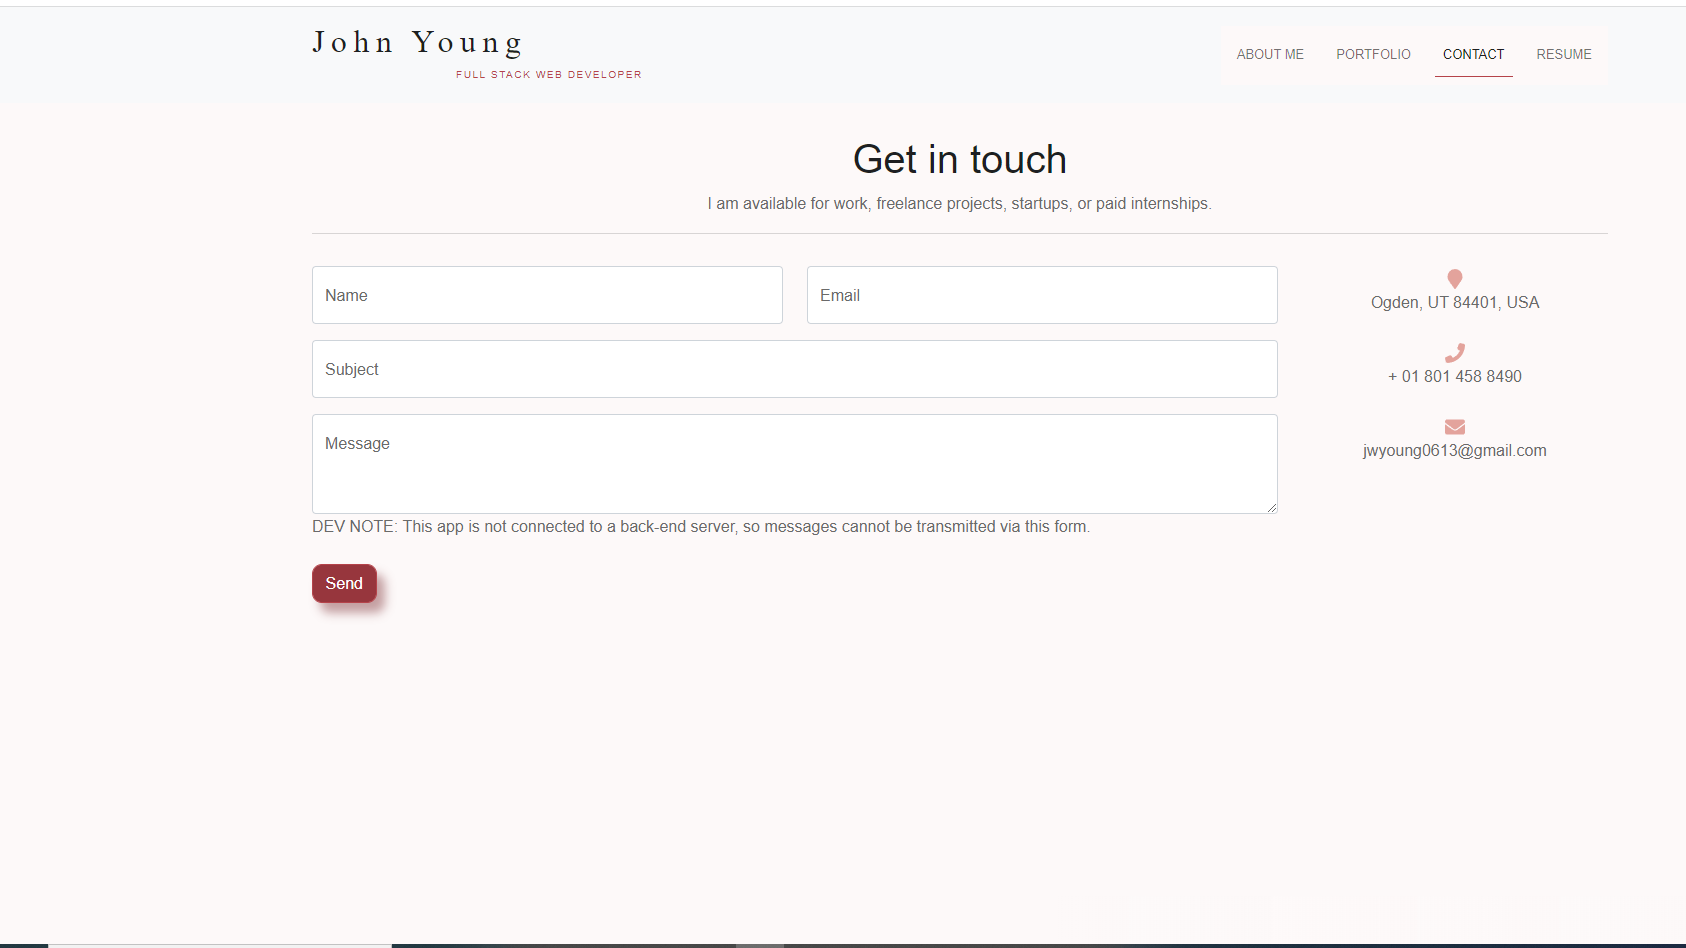 John Young
FULL STACK WEB DEVELOPER
ABOUT ME PORTFOLIO CONTACT RESUME
Get in touch
I am available for work, freelance projects, startups, or paid internships.
Name Email
Subject
Message
DEV NOTE: This app is not connected to a back-end server, so messages cannot be transmitted via this form.
Send
Ogden, UT 84401, USA
+ 01 801 458 8490
jwyoung0613@gmail.com